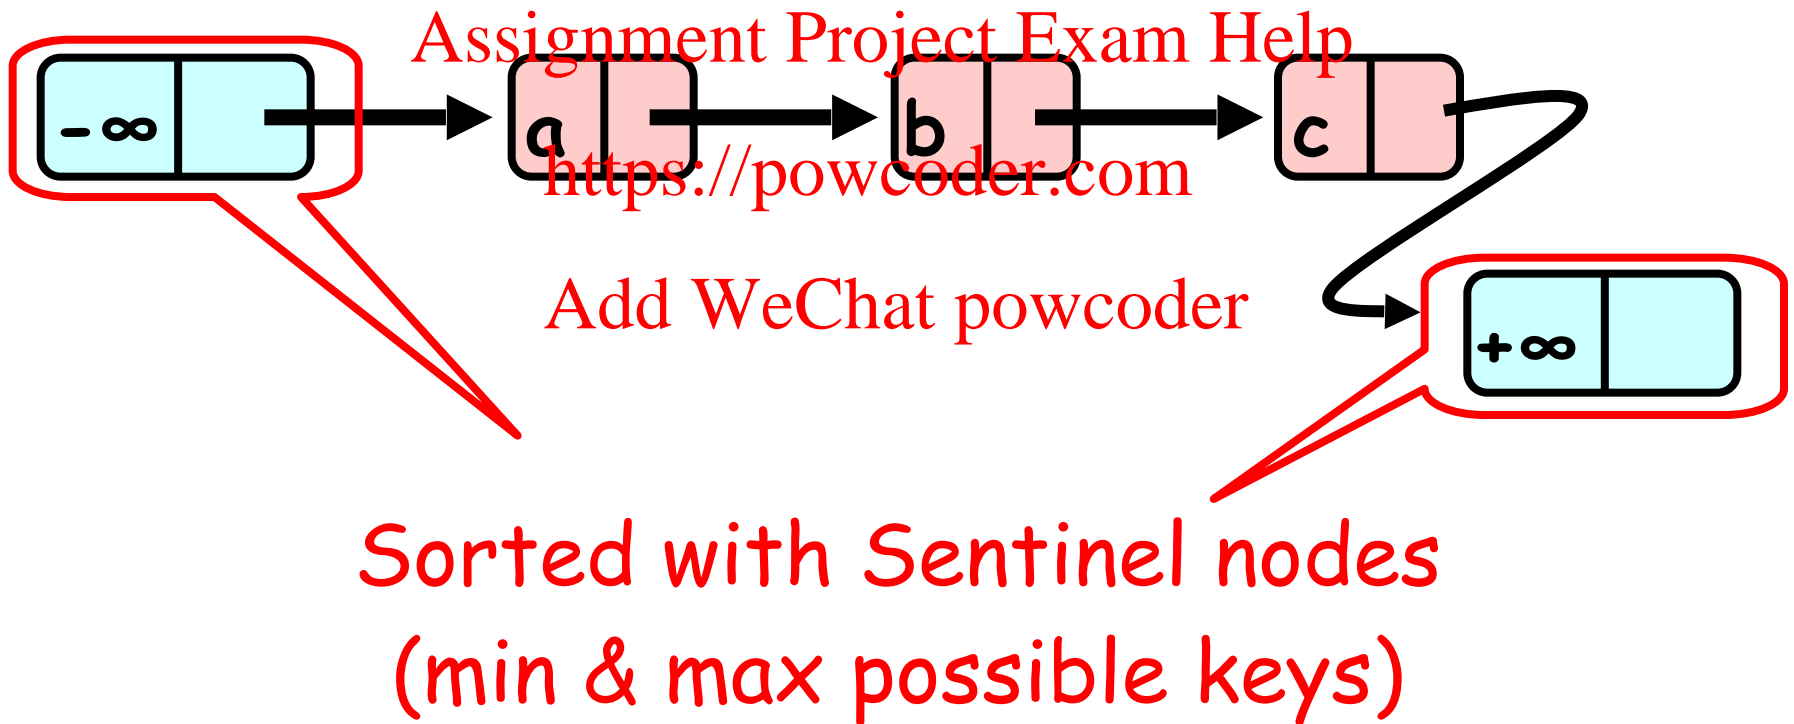 Assignment Project Exam Help
- ∞ a b c
https://powcoder.com
Add WeChat powcoder
+ ∞
Sorted with Sentinel nodes
(min & max possible keys)